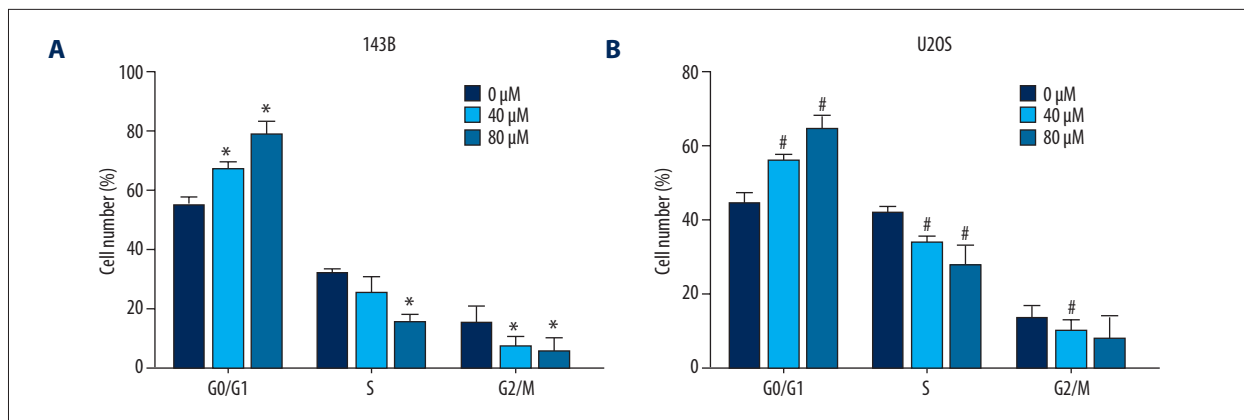 A
143B
100
80
60
40
20
0
Cell number (%)
0 µM
40 µM
80 µM
*
*
*
*
*
G0/G1
S
G2/M
B
U2OS
80
60
40
20
0
Cell number (%)
0 µM
40 µM
80 µM
#
#
#
#
#
G0/G1
S
G2/M